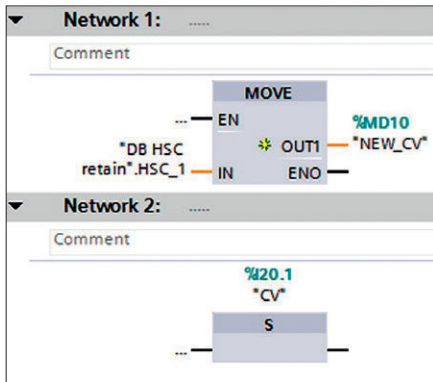 Network 1: .....
Comment
MOVE
... EN
%MD10
"DB HSC OUT1 "NEW_CV"
retain".HSC_1 IN ENO
Network 2: .....
Comment
%I20.1
"CV"
S
...